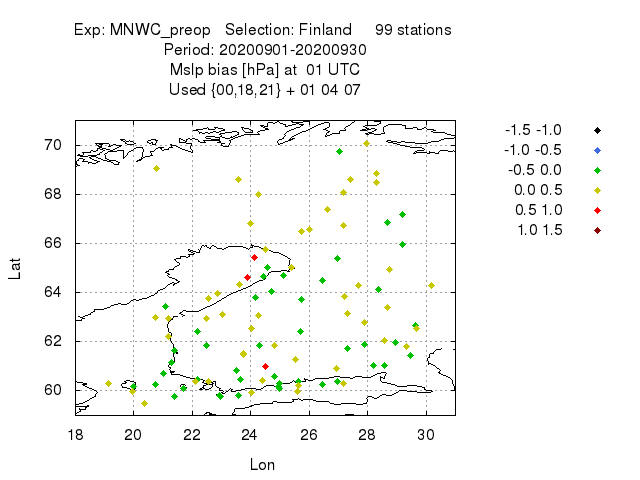 Exp: MNWC_preop   Selection: Finland     99 stations
Period: 20200901-20200930
Mslp bias [hPa] at  01 UTC
Used {00,18,21} + 01 04 07
-1.5 -1.0
-1.0 -0.5
-0.5 0.0
0.0 0.5
0.5 1.0
1.0 1.5
70
68
66
64
62
60
Lat
18 20 22 24 26 28 30
Lon